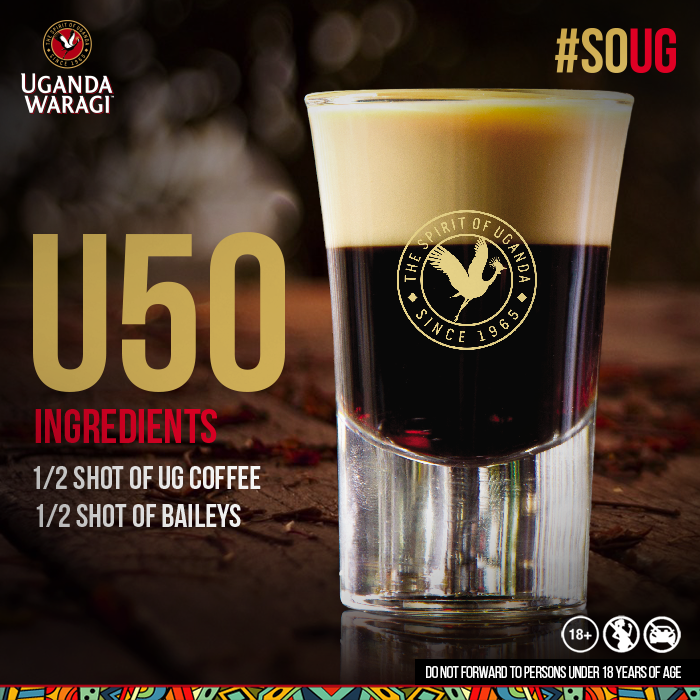 UGANDA
WARAGI
#SOUG
THE SPIRIT OF UGANDA
SINCE 1965
U50
INGREDIENTS
1/2 SHOT OF UG COFFEE
1/2 SHOT OF BAILEYS
THE SPIRIT OF UGANDA
SINCE 1965
18+
DO NOT FORWARD TO PERSONS UNDER 18 YEARS OF AGE